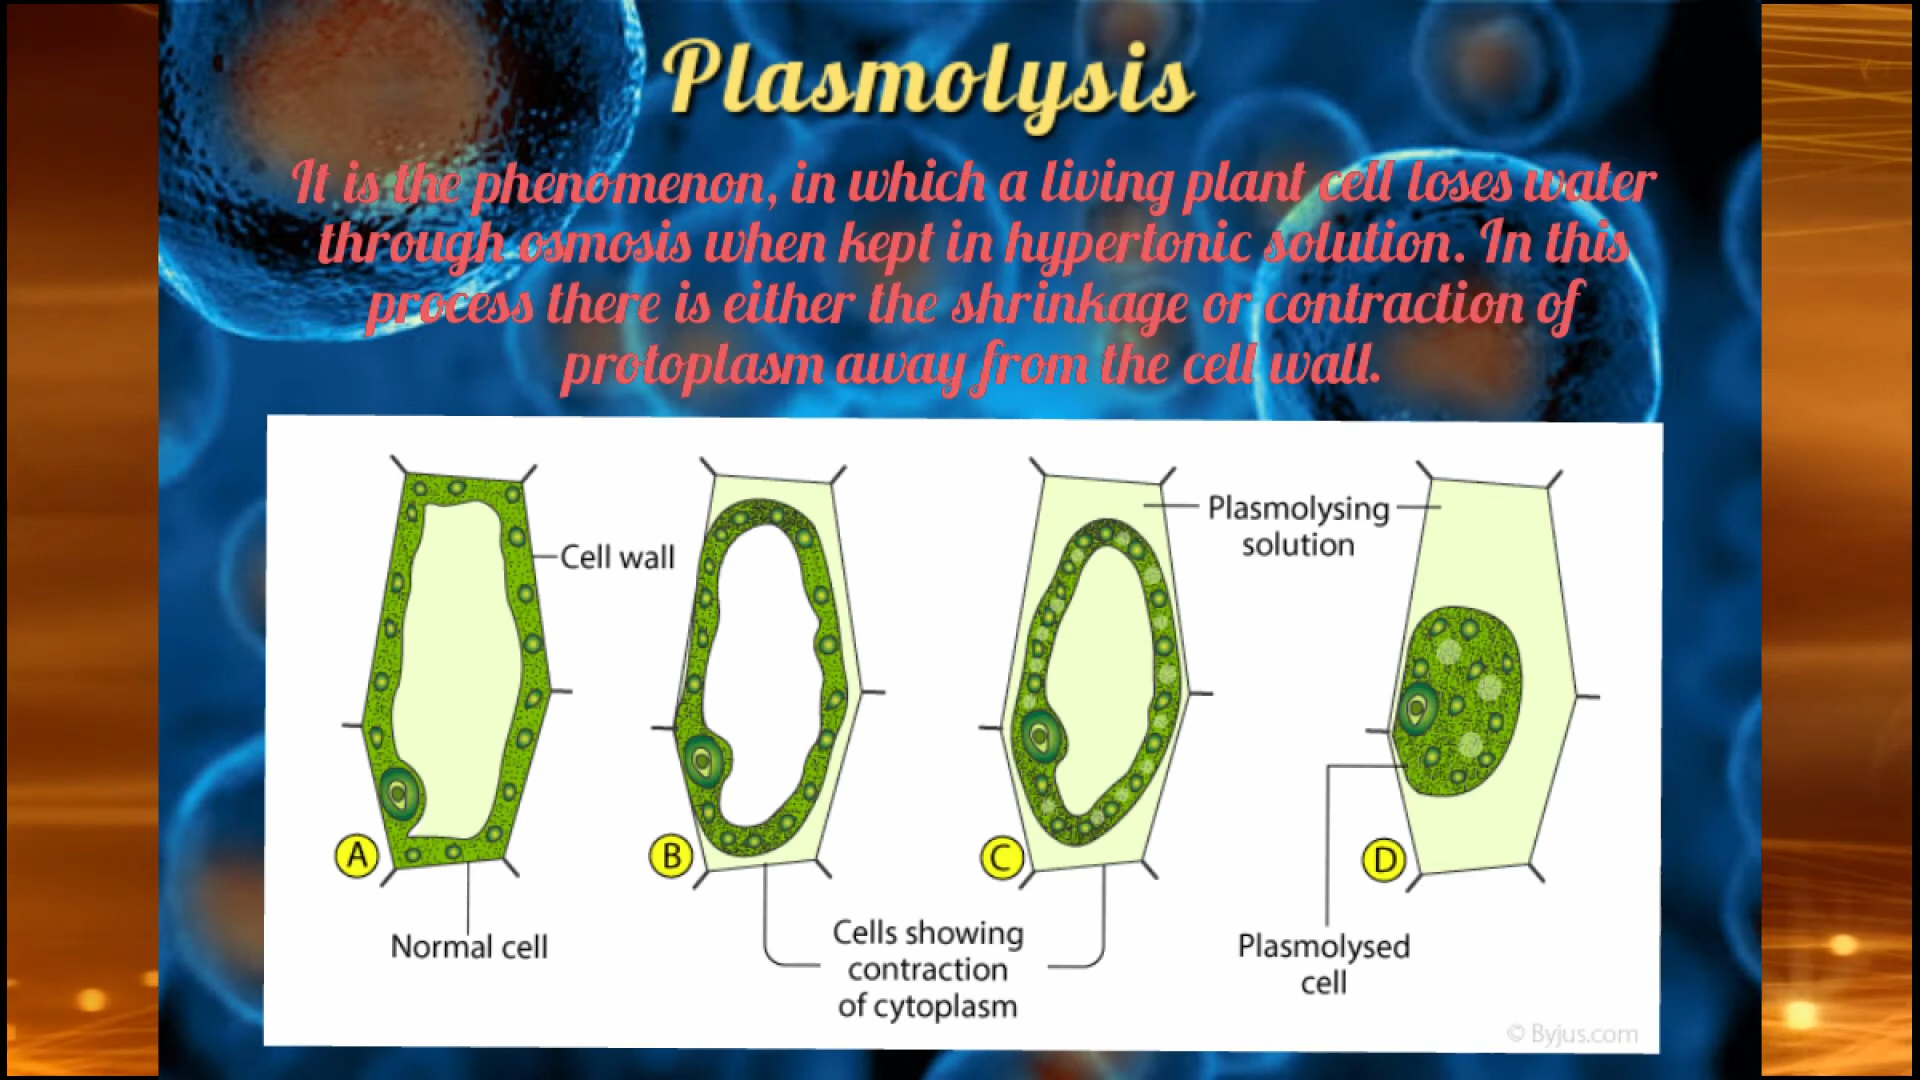 Plasmolysis
It is the phenomenon, in which a living plant cell loses water
through osmosis when kept in hypertonic solution. In this
process there is either the shrinkage or contraction of
protoplasm away from the cell wall.
Plasmolysing
solution
Cell wall
A
B
C
D
Normal cell
Cells showing
contraction
of cytoplasm
Plasmolysed
cell
© Byjus.com